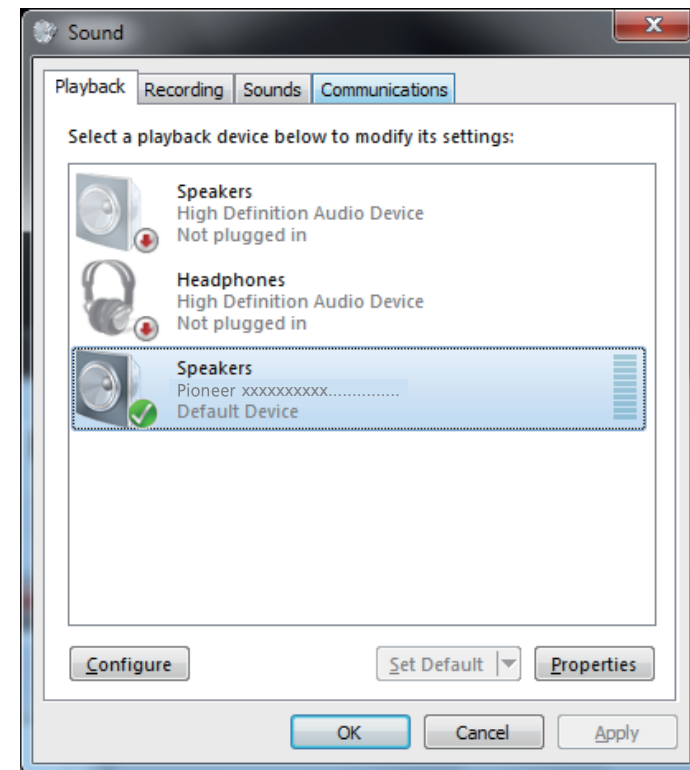 Sound
Playback Recording Sounds Communications
Select a playback device below to modify its settings:
Speakers
High Definition Audio Device
Not plugged in
Headphones
High Definition Audio Device
Not plugged in
Speakers
Pioneer xxxxxxxxxx...............
Default Device
Configure Set Default Properties
OK Cancel Apply